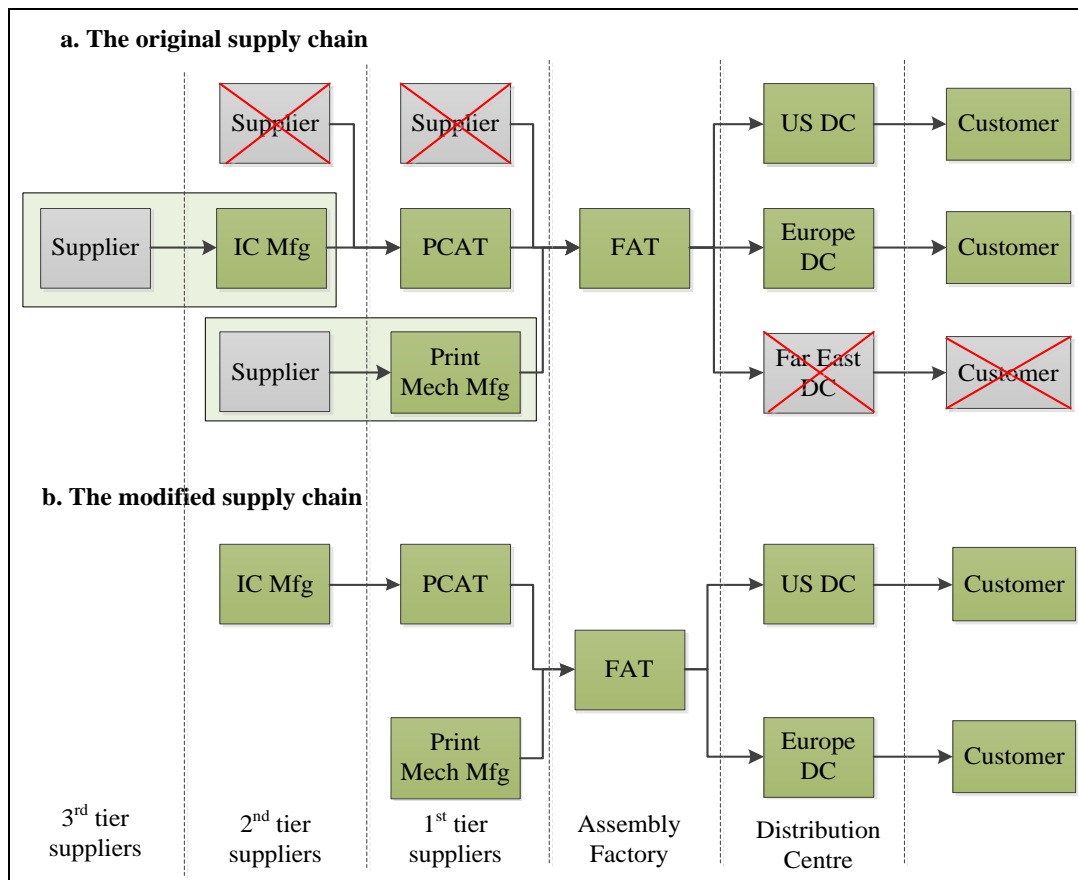 a. The original supply chain
Supplier
Supplier
US DC
Customer
Supplier
IC Mfg
PCAT
FAT
Europe
DC
Customer
Supplier
Print
Mech Mfg
Far East
DC
Customer
b. The modified supply chain
IC Mfg
PCAT
US DC
Customer
FAT
Print
Mech Mfg
Europe
DC
Customer
3rd tier
suppliers
2nd tier
suppliers
1st tier
suppliers
Assembly
Factory
Distribution
Centre